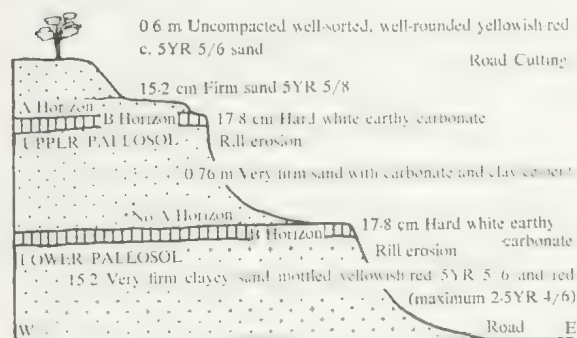 0·6 m Uncompacted well-sorted, well-rounded yellowish-red
c. 5YR 5/6 sand
Road Cutting
15·2 cm Firm sand 5YR 5/8
A Horizon
B Horizon
17·8 cm Hard white earthy carbonate
UPPER PALLOSOL
Rill erosion
0·76 m Very firm sand with carbonate and clay cement
No A Horizon
B Horizon
17·8 cm Hard white earthy
carbonate
Rill erosion
LOWER PALLOSOL
15·2 Very firm clayey sand mottled yellowish-red 5YR 5/6 and red
(maximum 2·5YR 4/6)
W
Road
E